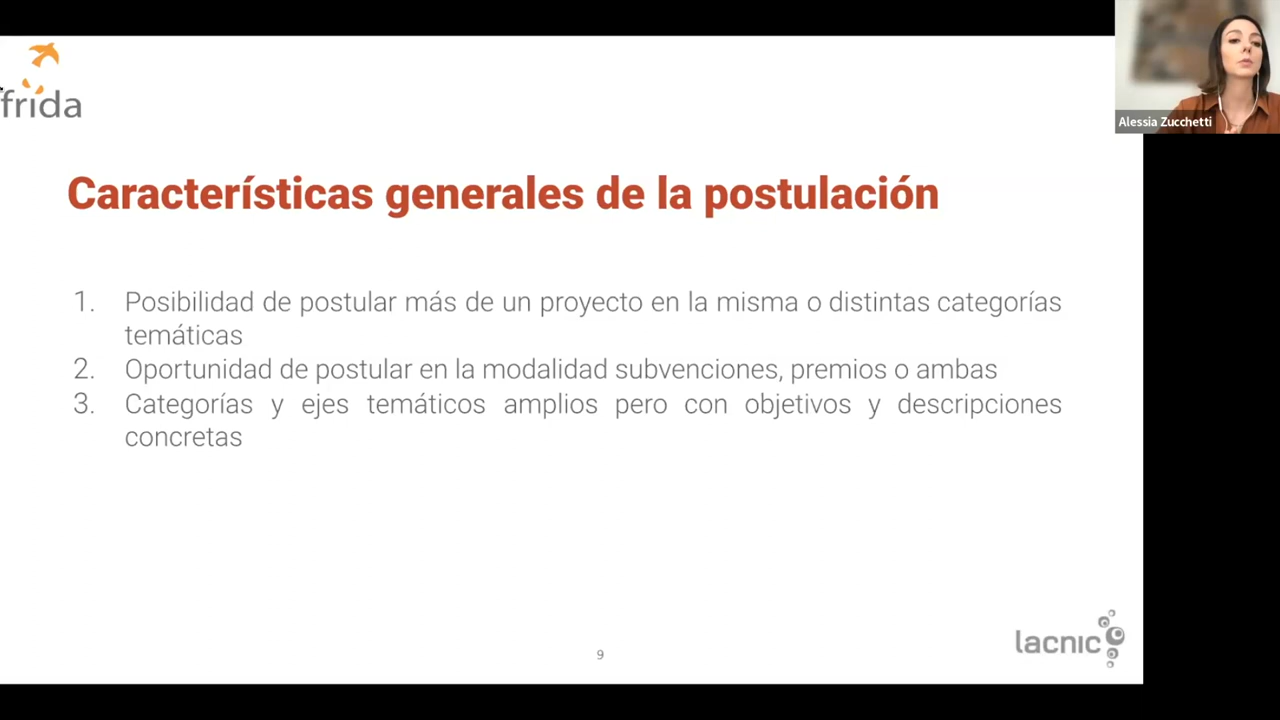 frida
Alessia Zucchetti
Características generales de la postulación
1. Posibilidad de postular más de un proyecto en la misma o distintas categorías
temáticas
2. Oportunidad de postular en la modalidad subvenciones, premios o ambas
3. Categorías y ejes temáticos amplios pero con objetivos y descripciones
concretas
9
lacnic